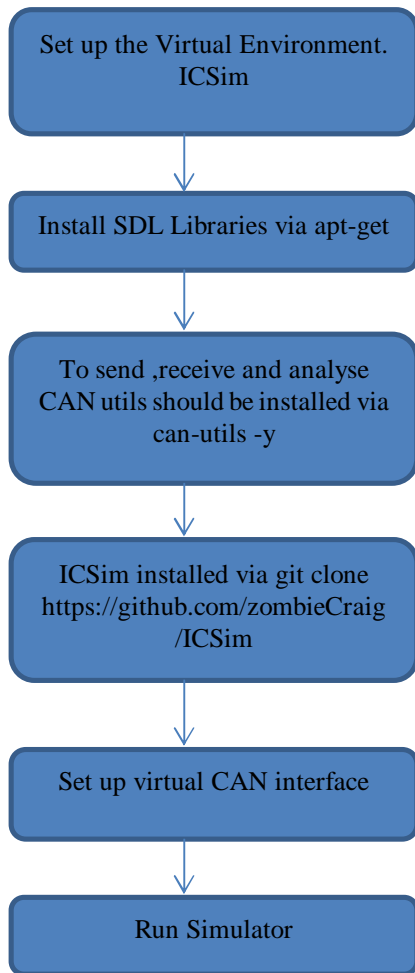 Set up the Virtual Environment.
ICSim
Install SDL Libraries via apt-get
To send ,receive and analyse
CAN utils should be installed via
can-utils -y
ICSim installed via git clone
https://github.com/zombieCraig
/ICSim
Set up virtual CAN interface
Run Simulator